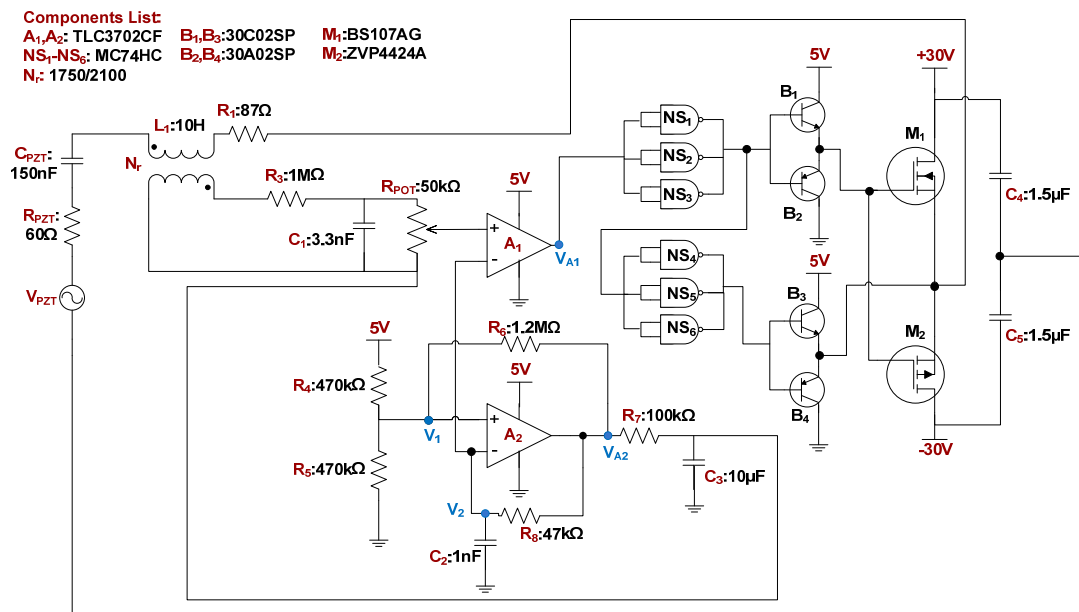 Components List:
A1,A2: TLC3702CF B1,B3:30C02SP M1:BS107AG
NS1-NS6: MC74HC B2,B4:30A02SP M2:ZVP4424A
Nr: 1750/2100
5V
+30V
B1
R1:87Ω
L1:10H
NS1
CPZT:
150nF
Nr
NS2
M1
R3:1MΩ
RPOT:50kΩ
NS3
5V
B2
C4:1.5µF
RPZT:
60Ω
C1:3.3nF
+
A1
-
VA1
NS4
5V
VPZT
NS5
B3
5V
R6:1.2MΩ
NS6
M2
C5:1.5µF
5V
R4:470kΩ
B4
+
A2
-
V1
R7:100kΩ
VA2
-30V
R5:470kΩ
C3:10µF
V2
R8:47kΩ
C2:1nF